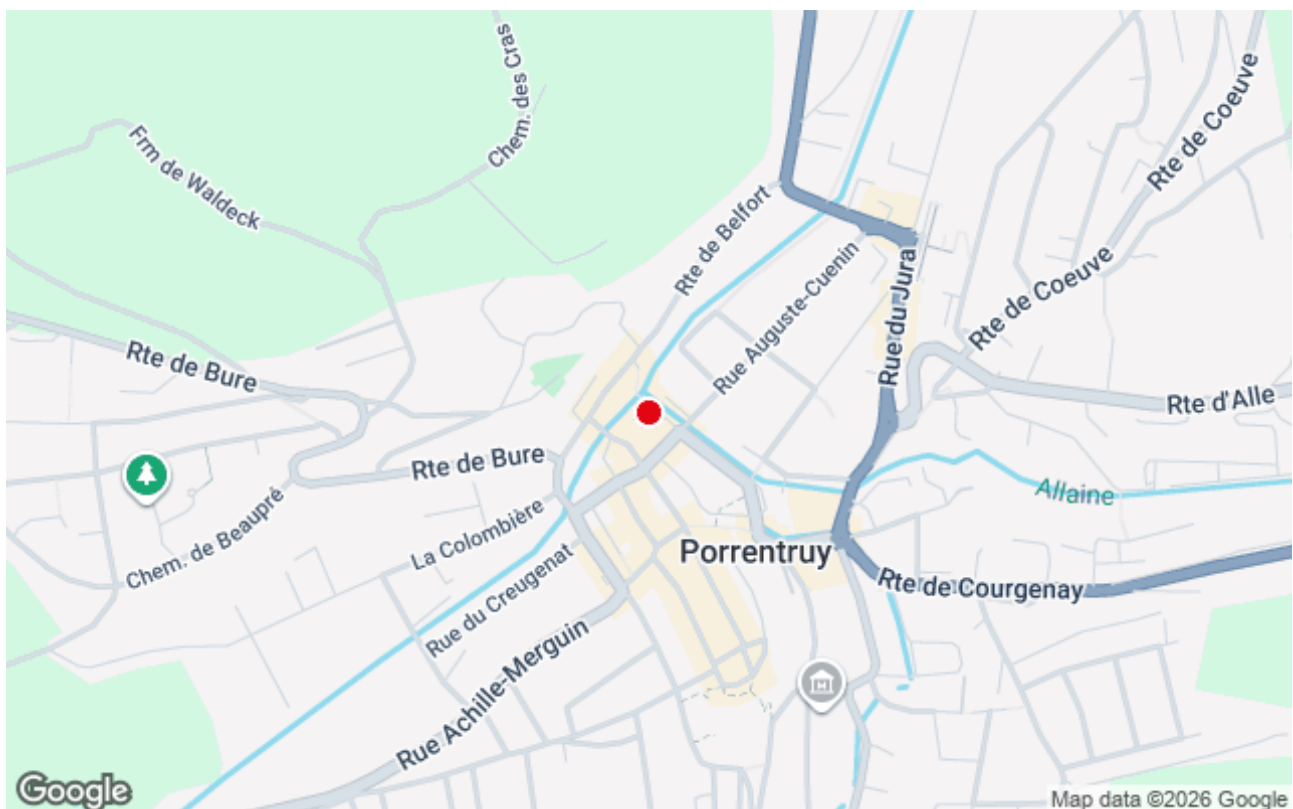 Chem. des Cras
Frm de Waldeck
Rte de Coeuve
Rte de Belfort
Rue Auguste-Cuenin
Rue du Jura
Rte de Coeuve
Rte de Bure
Rte d'Alle
Rte de Bure
Allaine
Chem. de Beaupré
La Colombière
Porrentruy
Rue du Creugenat
Rte de Courgenay
Rue Achille-Merguin
Google
Map data ©2026 Google